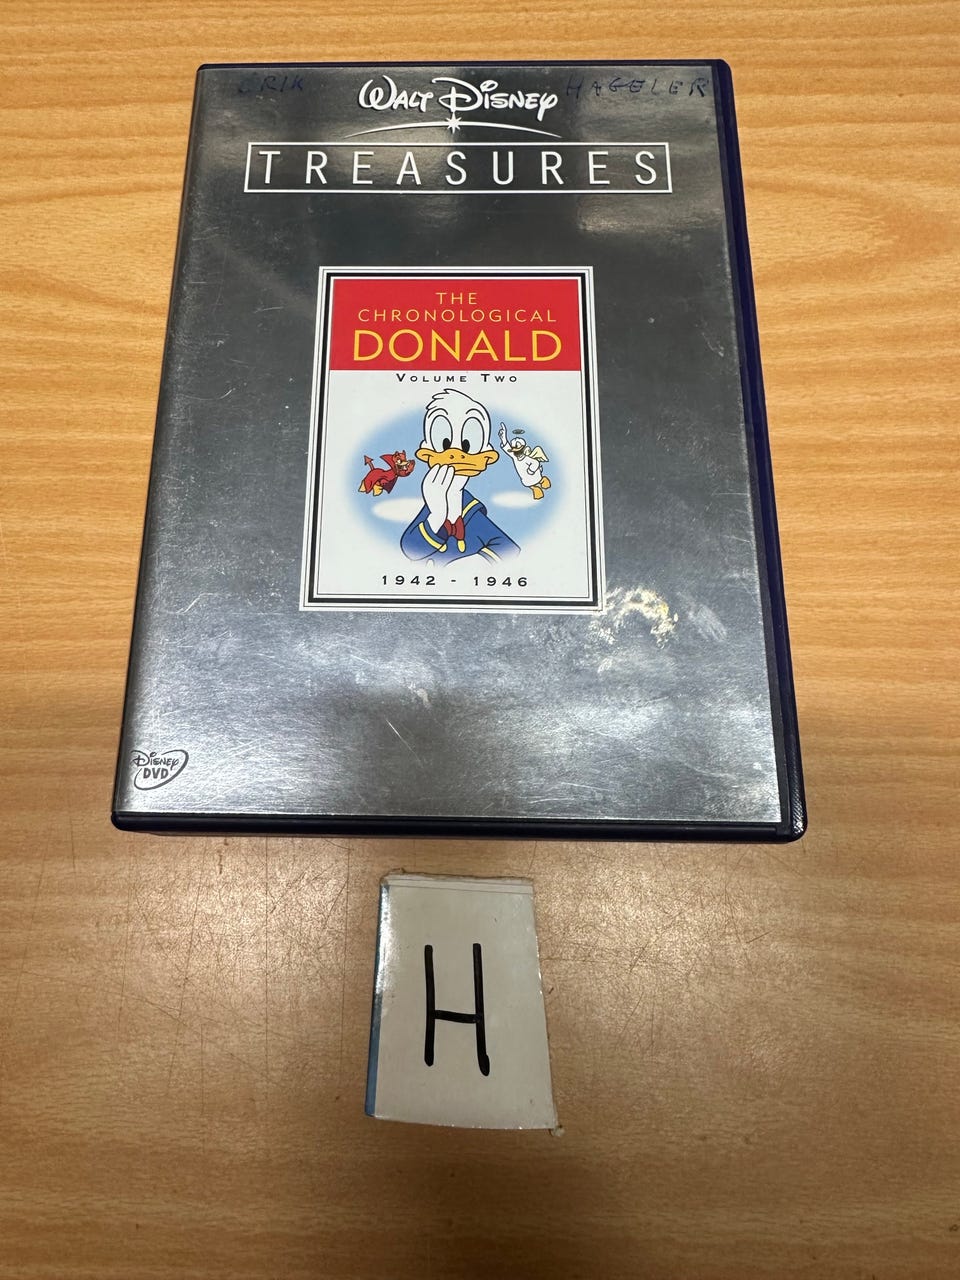 ERIK HAGELER
WALT DISNEY
TREASURES
THE
CHRONOLOGICAL
DONALD
VOLUME TWO
1942 - 1946
DISNEY
DVD
H